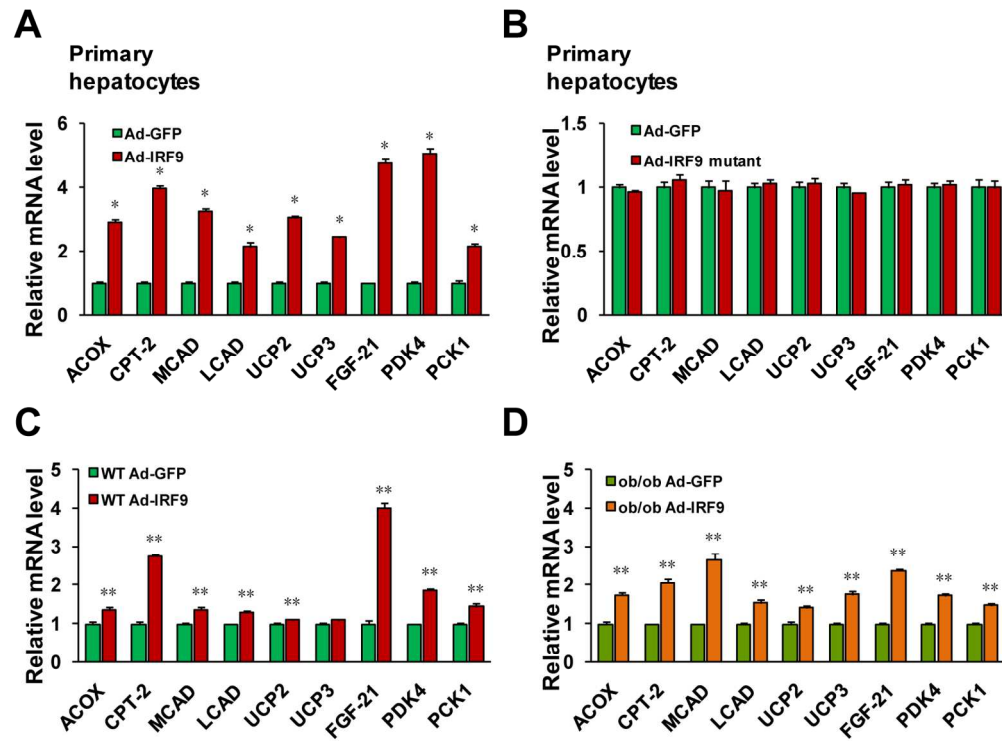 A
Primary
hepatocytes
Relative mRNA level
6
4
2
0
Ad-GFP
Ad-IRF9
* * * * * * * * *
ACOX CPT-2 MCAD LCAD UCP2 UCP3 FGF-21 PDK4 PCK1
B
Primary
hepatocytes
Relative mRNA level
1.5
1
0.5
0
Ad-GFP
Ad-IRF9 mutant
ACOX CPT-2 MCAD LCAD UCP2 UCP3 FGF-21 PDK4 PCK1
C
Relative mRNA level
5
4
3
2
1
0
WT Ad-GFP
WT Ad-IRF9
** ** ** ** ** ** ** **
ACOX CPT-2 MCAD LCAD UCP2 UCP3 FGF-21 PDK4 PCK1
D
Relative mRNA level
5
4
3
2
1
0
ob/ob Ad-GFP
ob/ob Ad-IRF9
** ** ** ** ** ** ** ** **
ACOX CPT-2 MCAD LCAD UCP2 UCP3 FGF-21 PDK4 PCK1